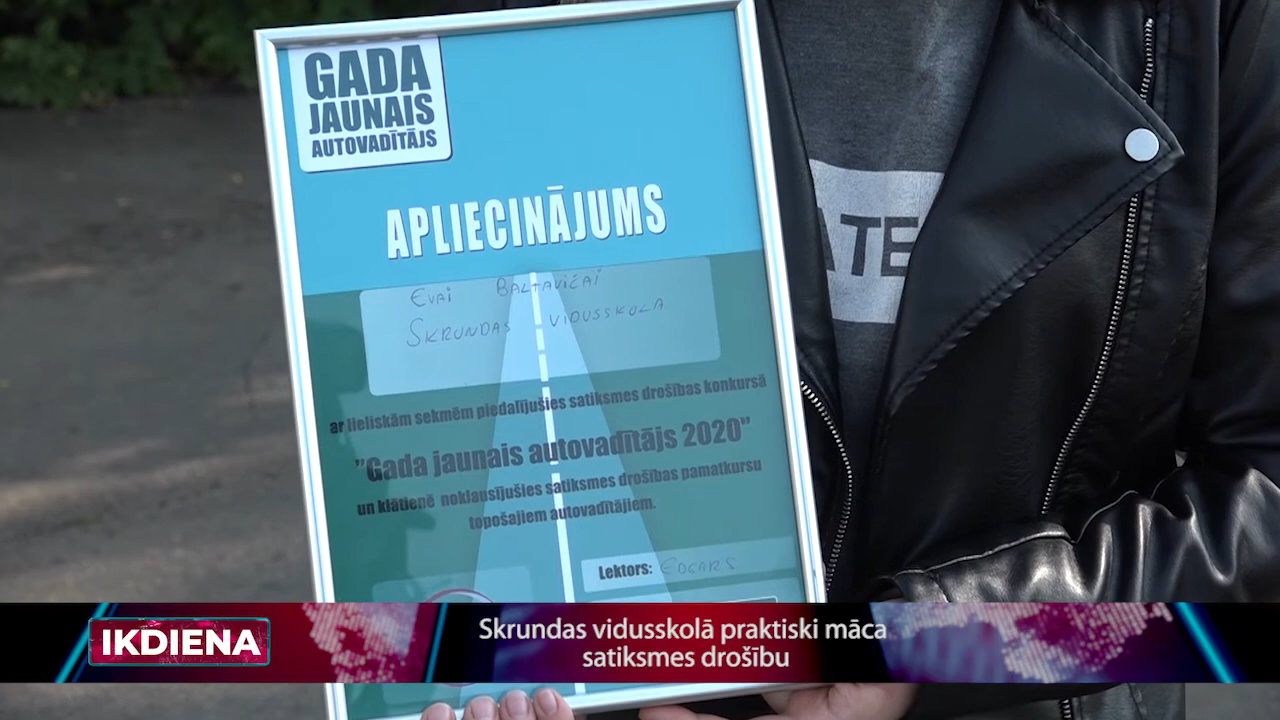 GADA
JAUNAIS
AUTOVADĪTĀJS
APLIECINĀJUMS
EVAI BALTAVIČAI
SKRUNDAS VIDUSSKOLA
ar lieliskām sekmēm piedalījušies satiksmes drošības konkursā
"Gada jaunais autovadītājs 2020"
un klātienē noklausījušies satiksmes drošības pamatkursu
topošajiem autovadītājiem.
Lektors: EDGARS
ATE
IKDIENA
Skrundas vidusskolā praktiski māca
satiksmes drošību